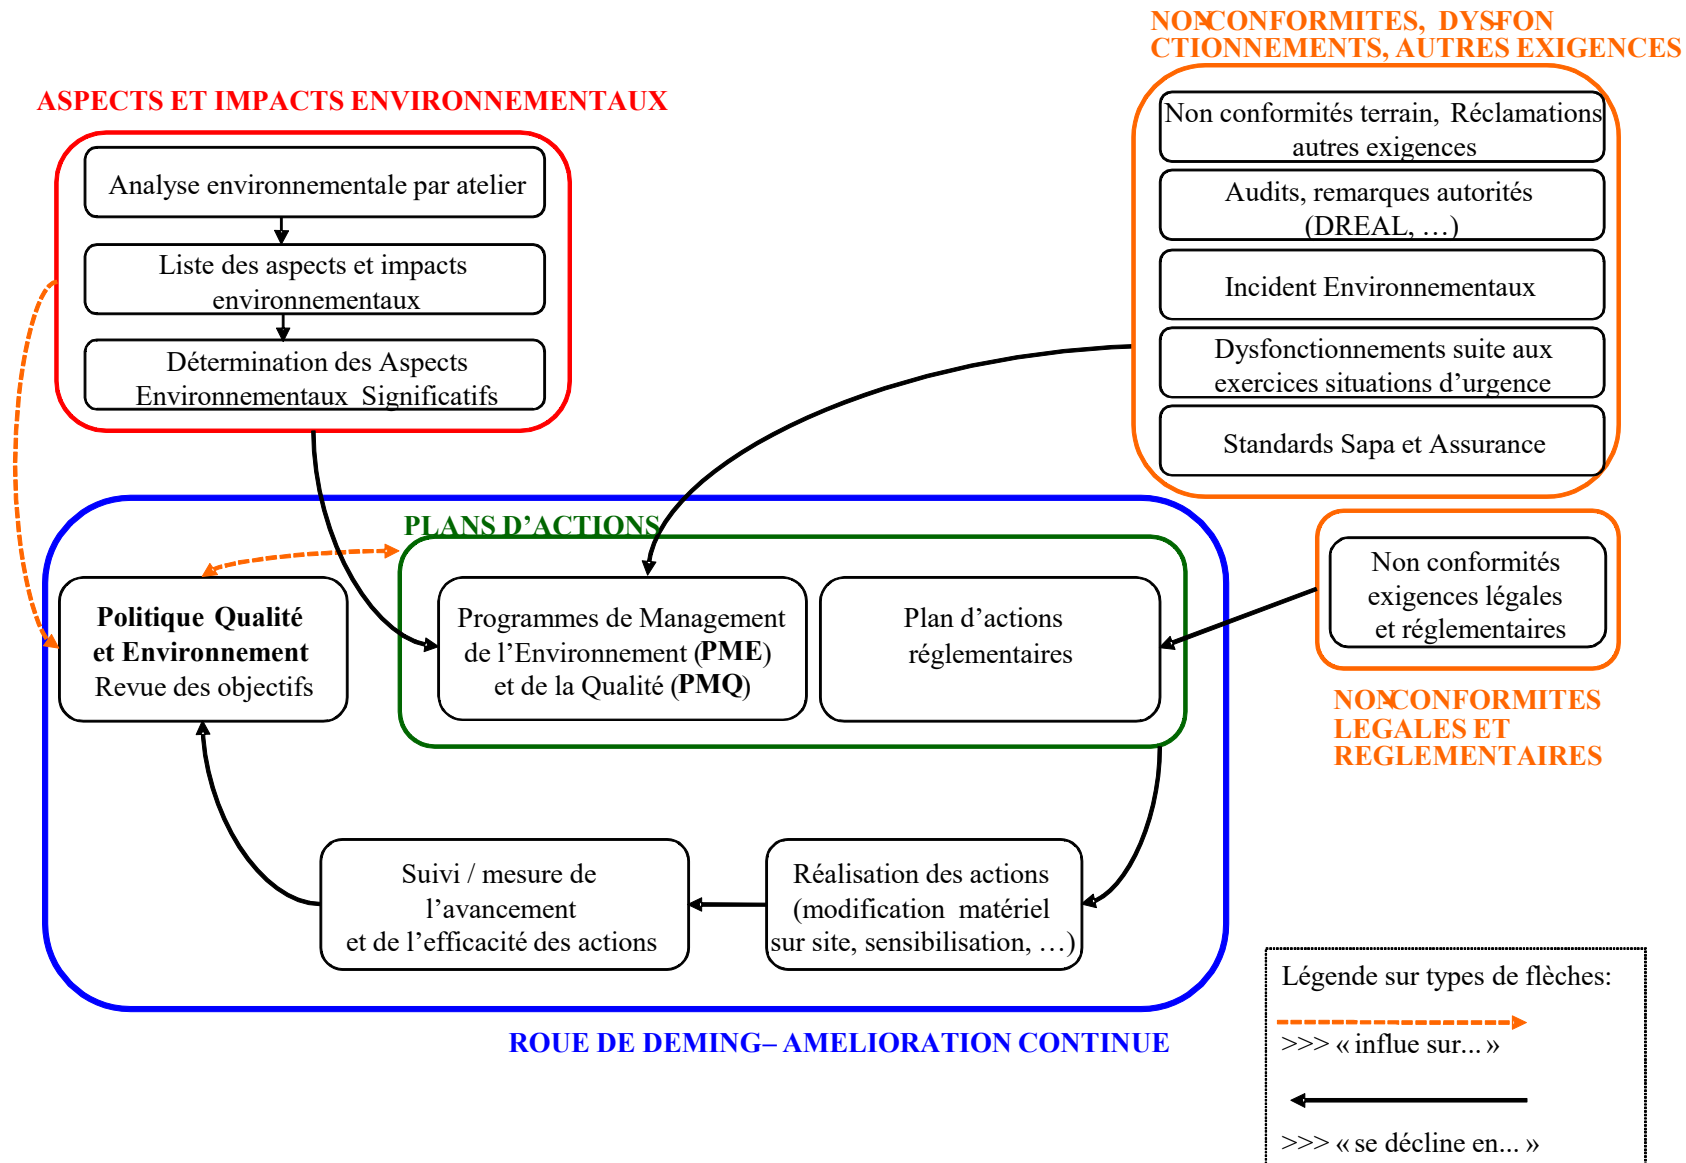 NON-CONFORMITES, DYSFON
CTIONNEMENTS, AUTRES EXIGENCES
ASPECTS ET IMPACTS ENVIRONNEMENTAUX
Analyse environnementale par atelier
Liste des aspects et impacts
environnementaux
Détermination des Aspects
Environnementaux Significatifs
Non conformités terrain, Réclamations
autres exigences
Audits, remarques autorités
(DREAL, …)
Incident Environnementaux
Dysfonctionnements suite aux
exercices situations d’urgence
Standards Sapa et Assurance
PLANS D’ACTIONS
Politique Qualité
et Environnement
Revue des objectifs
Programmes de Management
de l’Environnement (PME)
et de la Qualité (PMQ)
Plan d’actions
réglementaires
Non conformités
exigences légales
et réglementaires
NON-CONFORMITES
LEGALES ET
REGLEMENTAIRES
Suivi / mesure de
l’avancement
et de l’efficacité des actions
Réalisation des actions
(modification matériel
sur site, sensibilisation, …)
ROUE DE DEMING– AMELIORATION CONTINUE
Légende sur types de flèches:
>>> « influe sur... »
>>> « se décline en... »